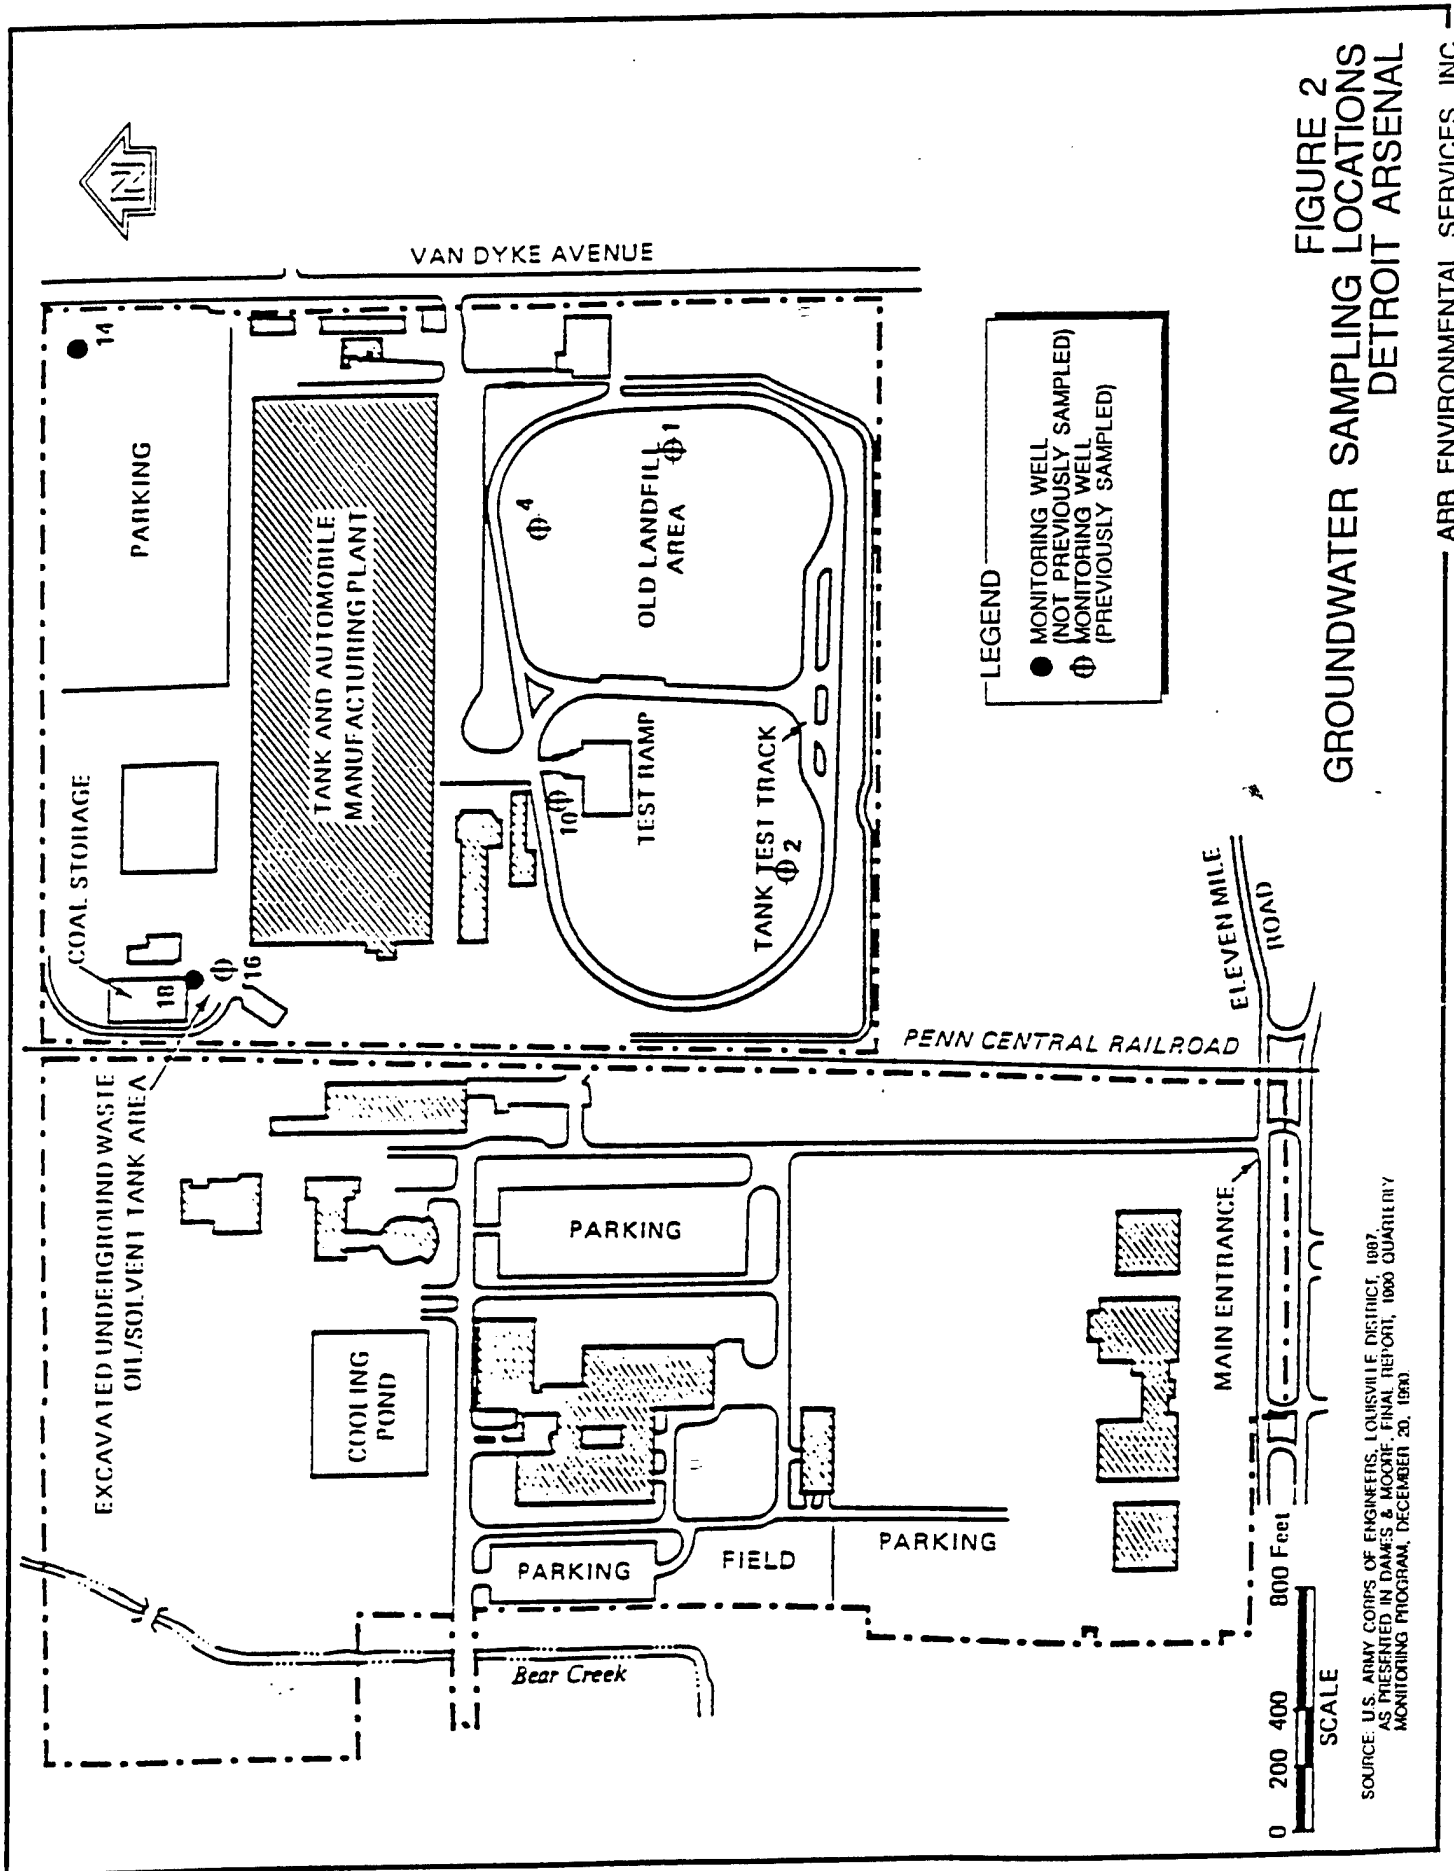 N
VAN DYKE AVENUE
14
PARKING
TANK AND AUTOMOBILE
MANUFACTURING PLANT
COAL STORAGE
18
16
EXCAVATED UNDERGROUND WASTE
OIL/SOLVENT TANK AREA
4
1
OLD LANDFILL
AREA
10
TEST RAMP
TANK TEST TRACK
2
PENN CENTRAL RAILROAD
ELEVEN MILE
ROAD
COOLING
POND
PARKING
PARKING
FIELD
PARKING
MAIN ENTRANCE
Bear Creek
LEGEND
MONITORING WELL
(NOT PREVIOUSLY SAMPLED)
MONITORING WELL
(PREVIOUSLY SAMPLED)
0 200 400 800 Feet
SCALE
SOURCE: U.S. ARMY CORPS OF ENGINEERS, LOUISVILLE DISTRICT, 1987,
AS PRESENTED IN DAMES & MOORE, FINAL REPORT, 1990 QUARTERLY
MONITORING PROGRAM, DECEMBER 20, 1990.
FIGURE 2
GROUNDWATER SAMPLING LOCATIONS
DETROIT ARSENAL
ABB ENVIRONMENTAL SERVICES, INC